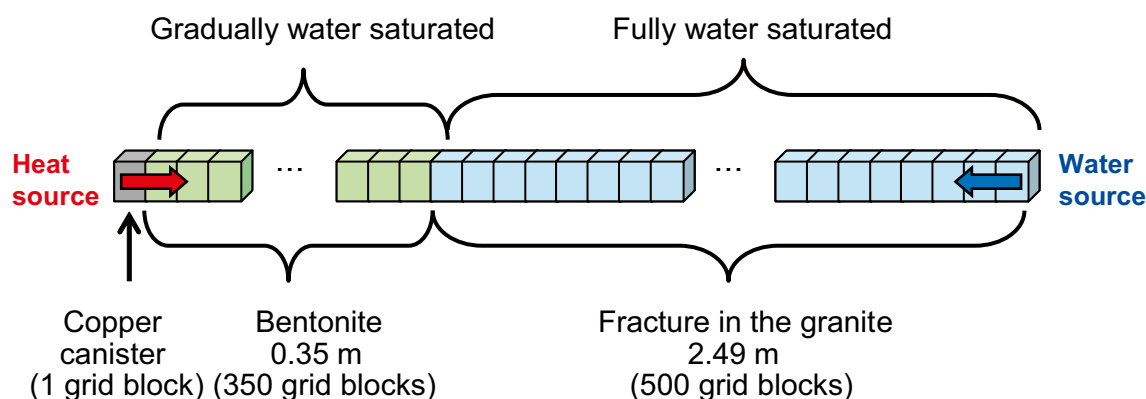 Gradually water saturated
Fully water saturated
Heat
source
...
...
Water
source
Copper
canister
(1 grid block)
Bentonite
0.35 m
(350 grid blocks)
Fracture in the granite
2.49 m
(500 grid blocks)